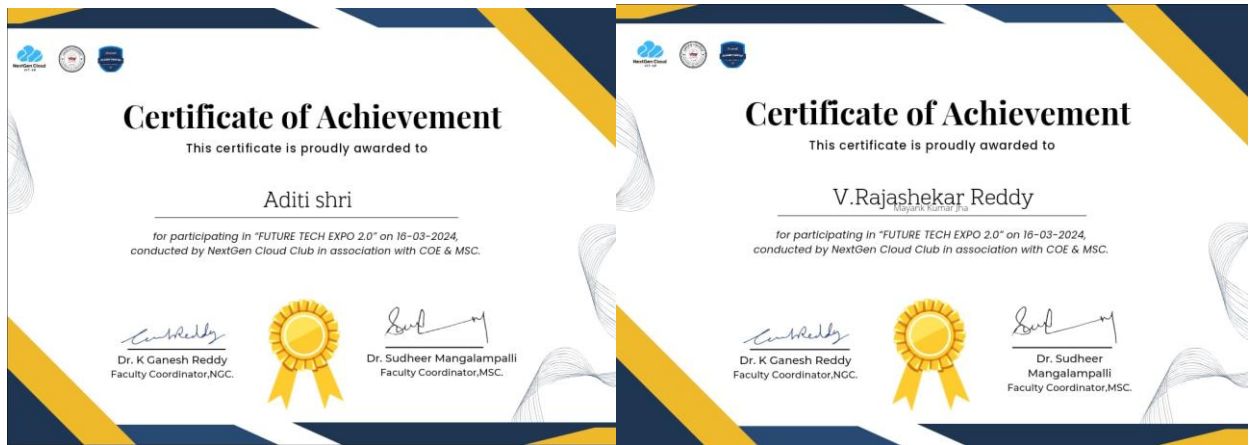 NextGen Cloud
Certificate of Achievement
This certificate is proudly awarded to
Aditi shri
for participating in “FUTURE TECH EXPO 2.0” on 16-03-2024,
conducted by NextGen Cloud Club in association with COE & MSC.
Dr. K Ganesh Reddy
Faculty Coordinator,NGC.
Dr. Sudheer Mangalampalli
Faculty Coordinator,MSC.
NextGen Cloud
Certificate of Achievement
This certificate is proudly awarded to
V.Rajashekar Reddy
Mayank Kumar Jha
for participating in “FUTURE TECH EXPO 2.0” on 16-03-2024,
conducted by NextGen Cloud Club in association with COE & MSC.
Dr. K Ganesh Reddy
Faculty Coordinator,NGC.
Dr. Sudheer
Mangalampalli
Faculty Coordinator,MSC.